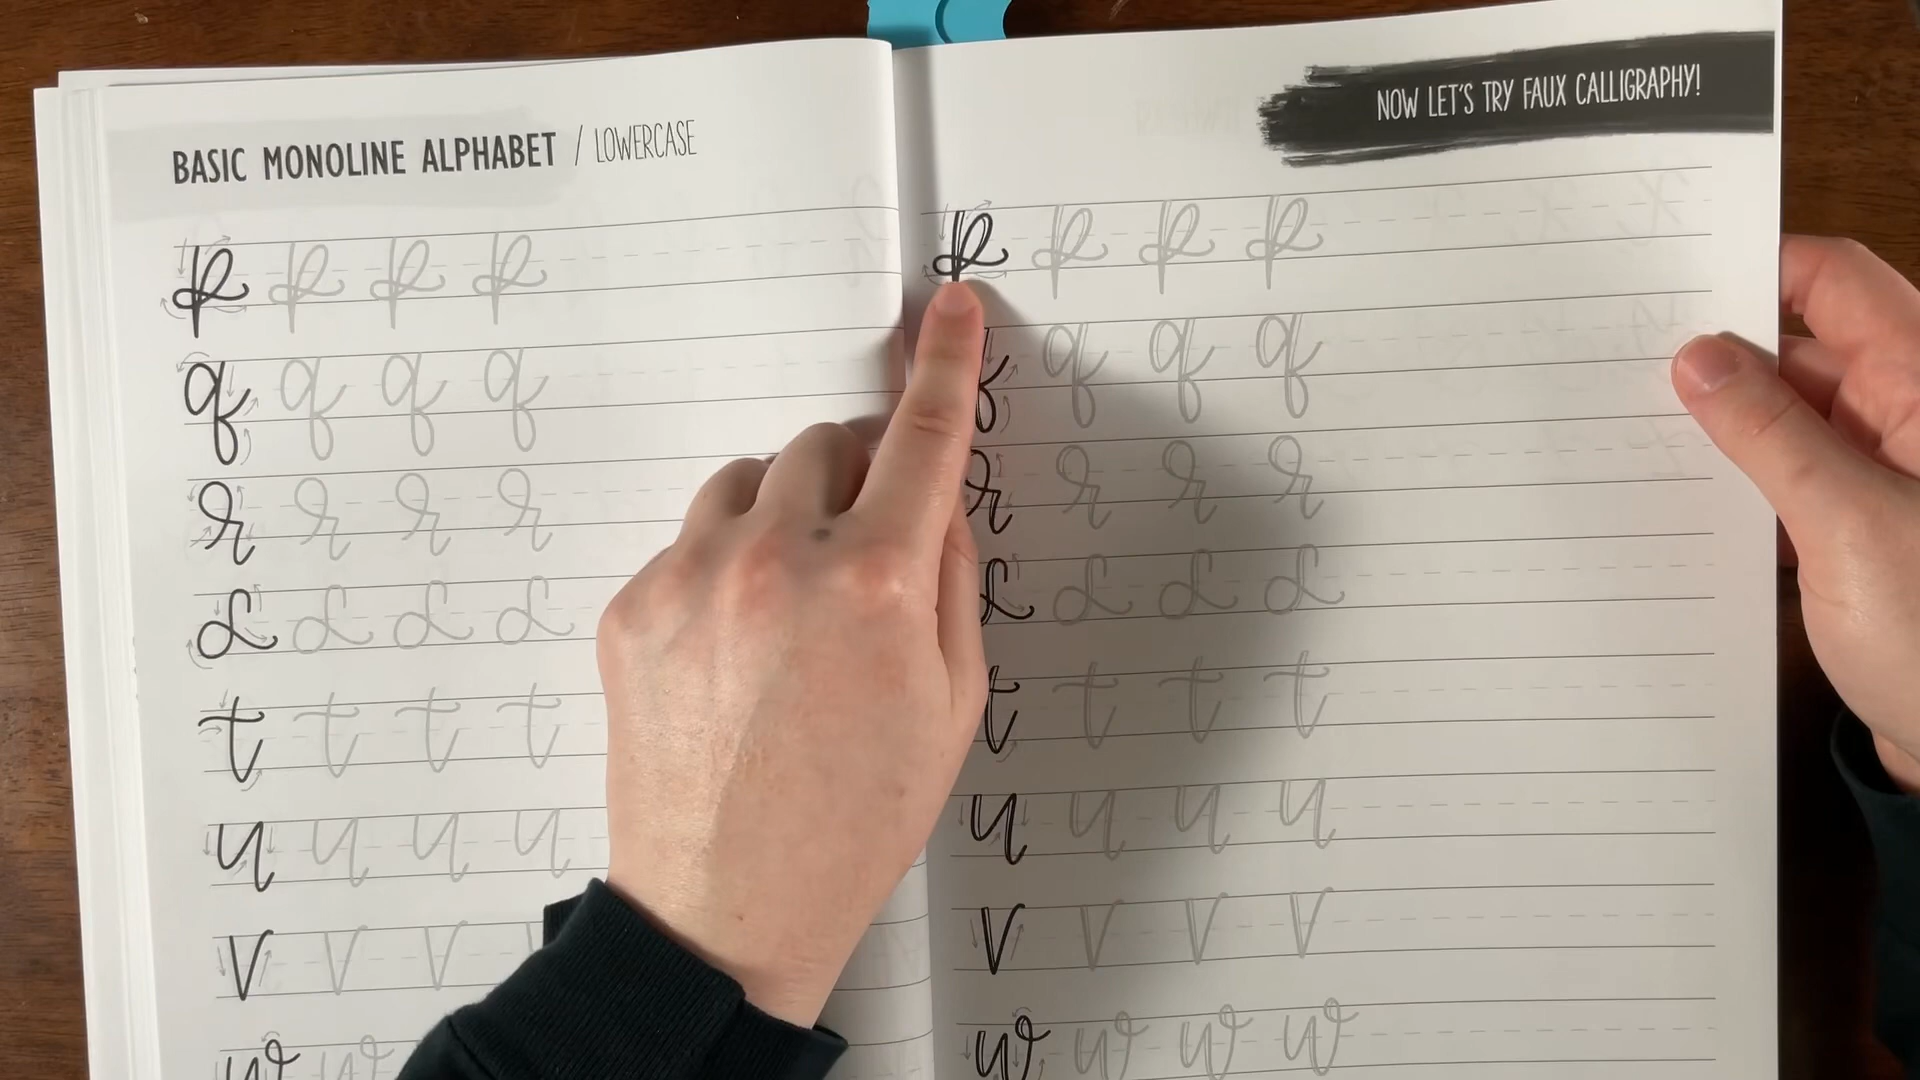 BASIC MONOLINE ALPHABET / LOWERCASE
p p p p
q q q q
r r r r
s s s s
t t t t
u u u u
v v v v
w w
NOW LET'S TRY FAUX CALLIGRAPHY!
p p p p
q q q q
r r r r
s s s s
t t t t
u u u u
v v v v
w w w w